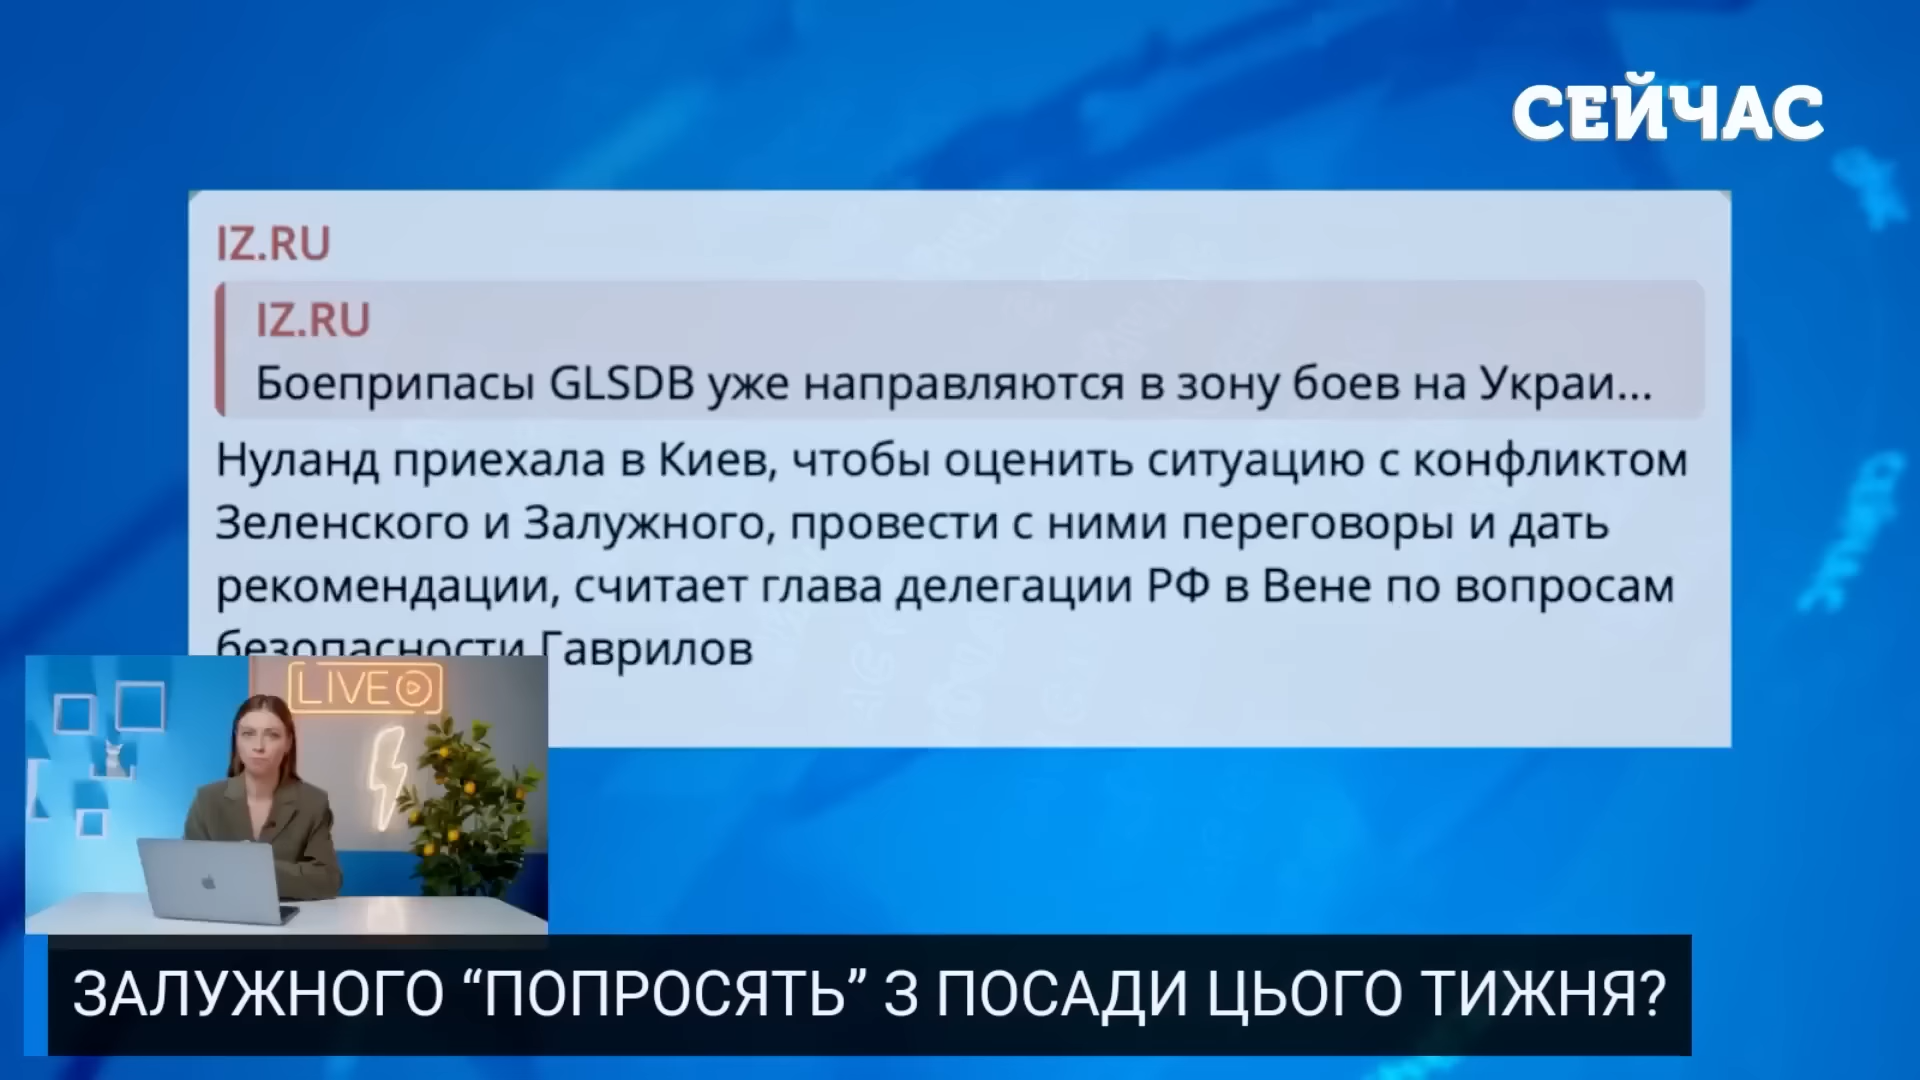 СЕЙЧАС
IZ.RU
IZ.RU
Боеприпасы GLSDB уже направляются в зону боев на Украи...
Нуланд приехала в Киев, чтобы оценить ситуацию с конфликтом
Зеленского и Залужного, провести с ними переговоры и дать
рекомендации, считает глава делегации РФ в Вене по вопросам
безопасности Гаврилов
LIVE
ЗАЛУЖНОГО “ПОПРОСЯТЬ” З ПОСАДИ ЦЬОГО ТИЖНЯ?